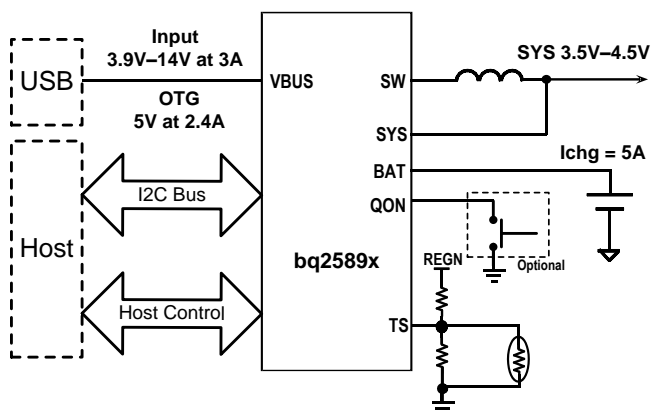 Input
3.9V–14V at 3A
USB
OTG
5V at 2.4A
VBUS
SW
SYS 3.5V–4.5V
SYS
BAT
Ichg = 5A
QON
Optional
Host
I2C Bus
bq2589x
REGN
Host Control
TS